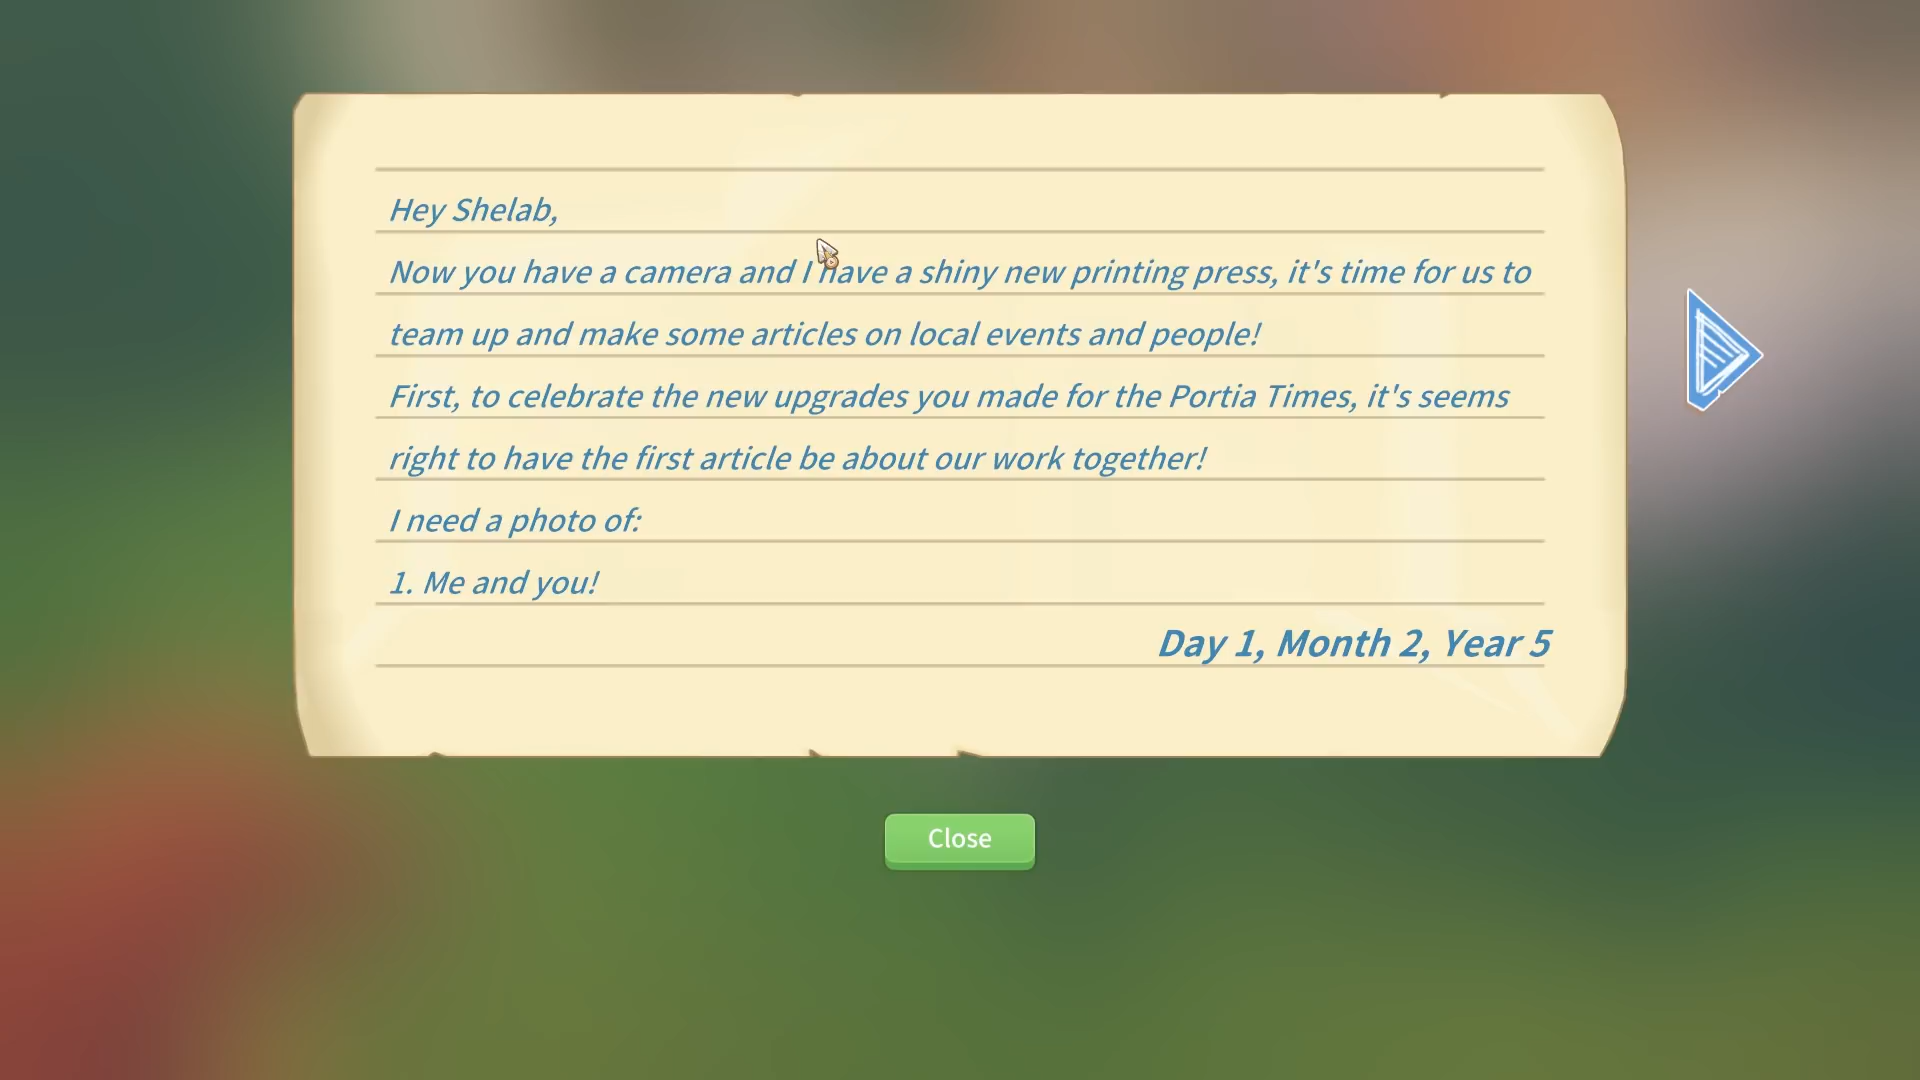 Hey Shelab,
Now you have a camera and I have a shiny new printing press, it's time for us to
team up and make some articles on local events and people!
First, to celebrate the new upgrades you made for the Portia Times, it's seems
right to have the first article be about our work together!
I need a photo of:
1. Me and you!
Day 1, Month 2, Year 5
Close